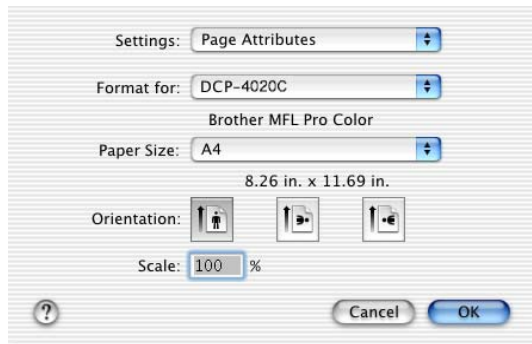 Settings: Page Attributes
Format for: DCP-4020C
Brother MFL Pro Color
Paper Size: A4
8.26 in. x 11.69 in.
Orientation:
Scale: 100 %
? Cancel OK